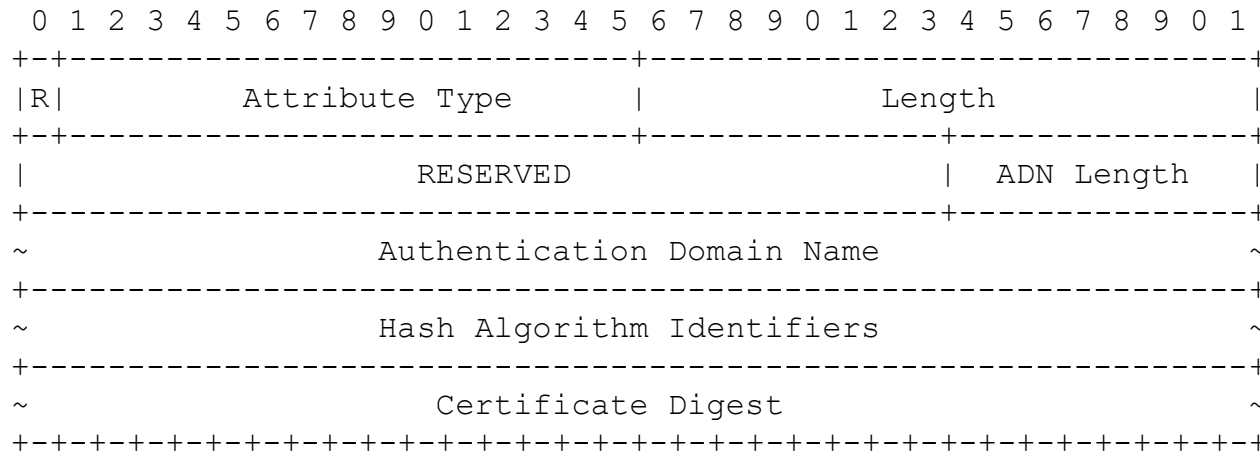 0 1 2 3 4 5 6 7 8 9 0 1 2 3 4 5 6 7 8 9 0 1 2 3 4 5 6 7 8 9 0 1
+-+-----------------------------+-------------------------------+
|R|         Attribute Type      |            Length             |
+-+-----------------------------+---------------+---------------+
|                    RESERVED                   |  ADN Length   |
+-----------------------------------------------+---------------+
~                  Authentication Domain Name                   ~
+---------------------------------------------------------------+
~                  Hash Algorithm Identifiers                   ~
+---------------------------------------------------------------+
~                     Certificate Digest                        ~
+-+-+-+-+-+-+-+-+-+-+-+-+-+-+-+-+-+-+-+-+-+-+-+-+-+-+-+-+-+-+-+-+